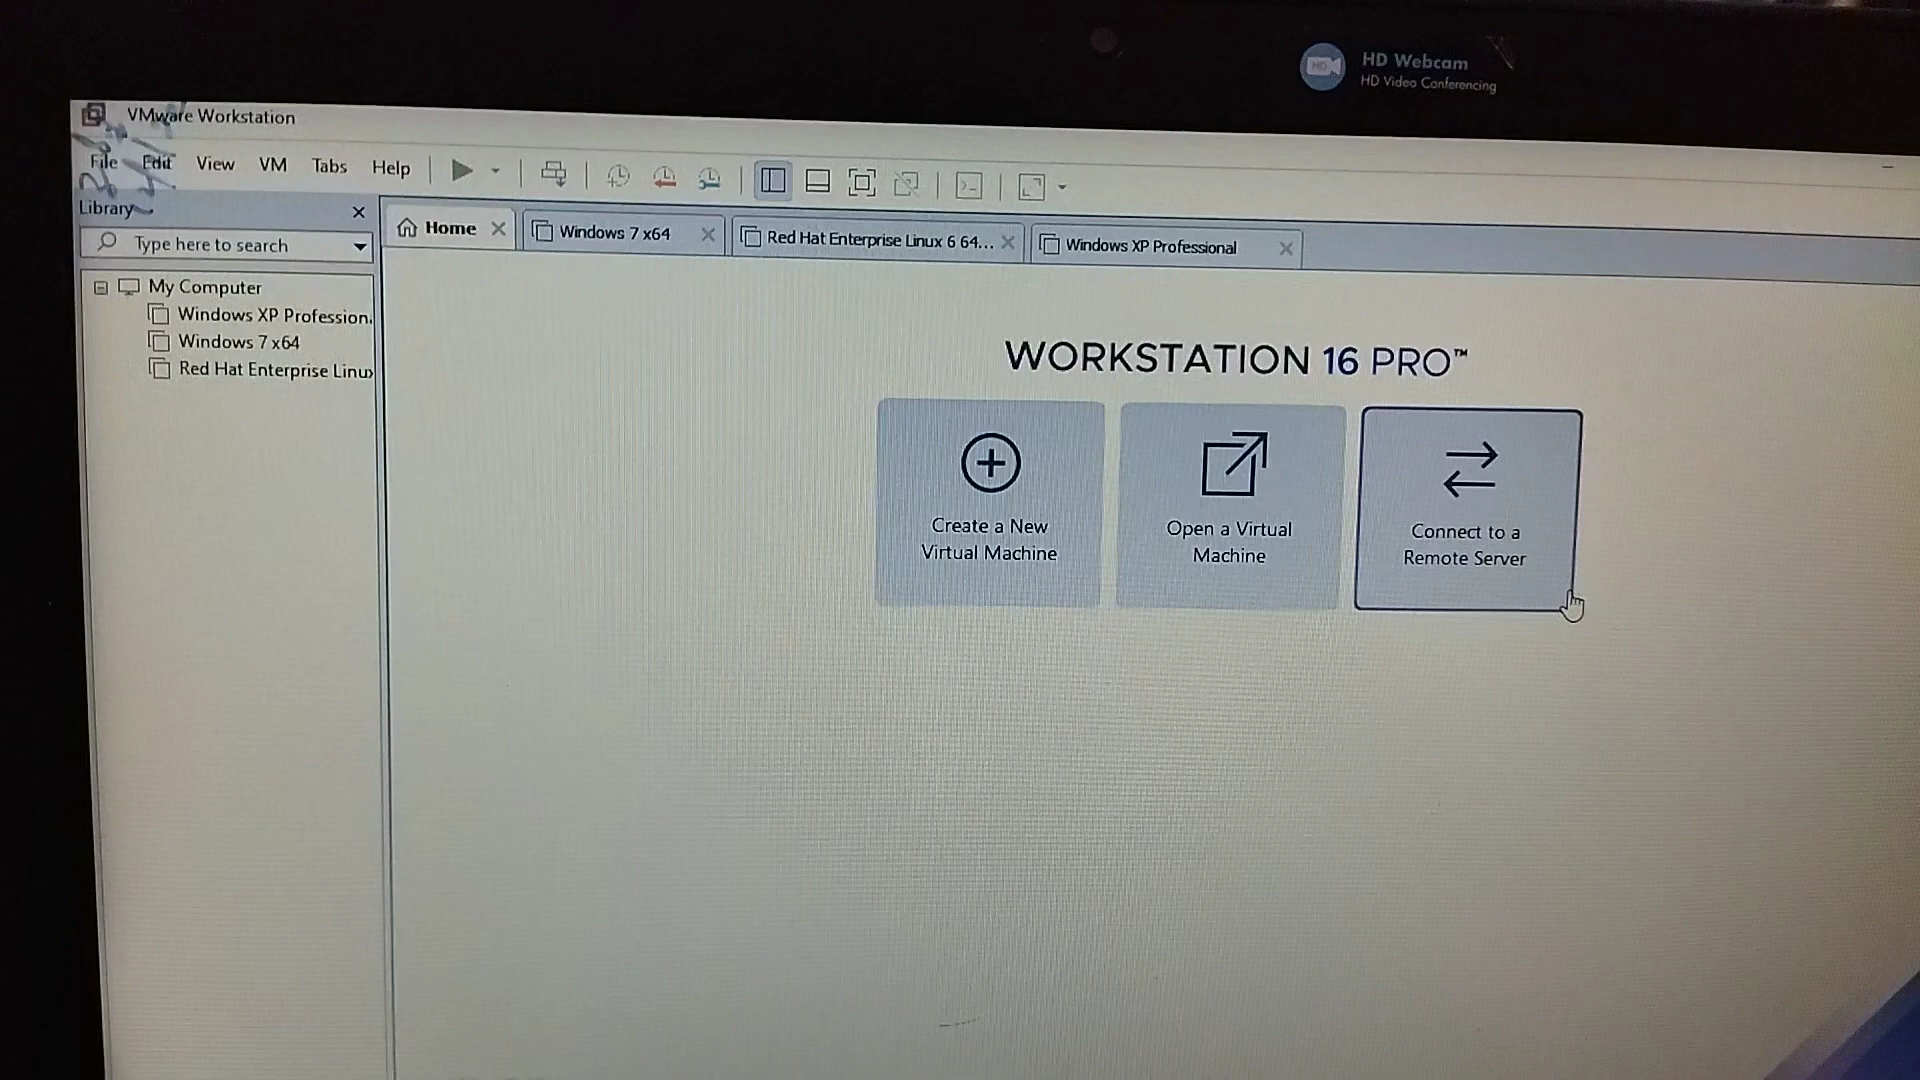 HD
HD Webcam
HD Video Conferencing
VMware Workstation
File Edit View VM Tabs Help
Library
Type here to search
Home
Windows 7 x64
Red Hat Enterprise Linux 6 64...
Windows XP Professional
My Computer
Windows XP Profession
Windows 7 x64
Red Hat Enterprise Linux
WORKSTATION 16 PRO™
Create a New
Virtual Machine
Open a Virtual
Machine
Connect to a
Remote Server